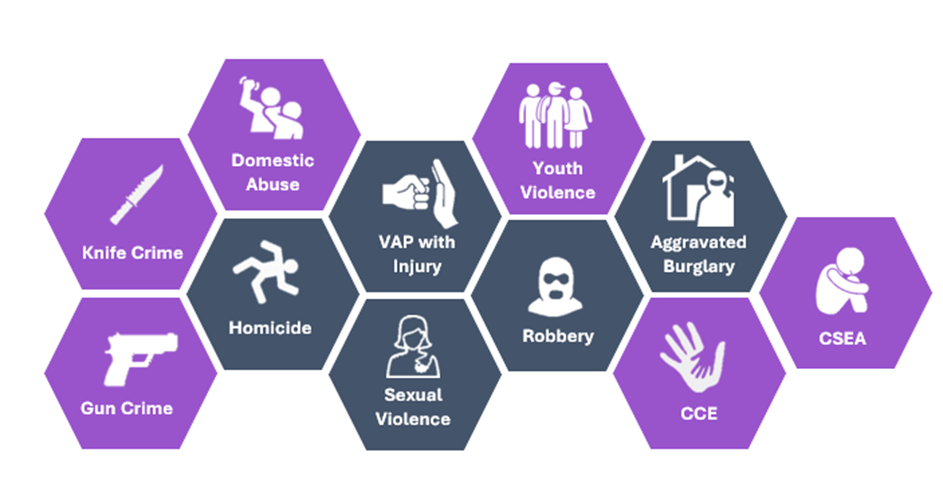 Domestic
Abuse
Youth
Violence
Knife Crime
VAP with
Injury
Aggravated
Burglary
Homicide
Robbery
CSEA
Gun Crime
Sexual
Violence
CCE